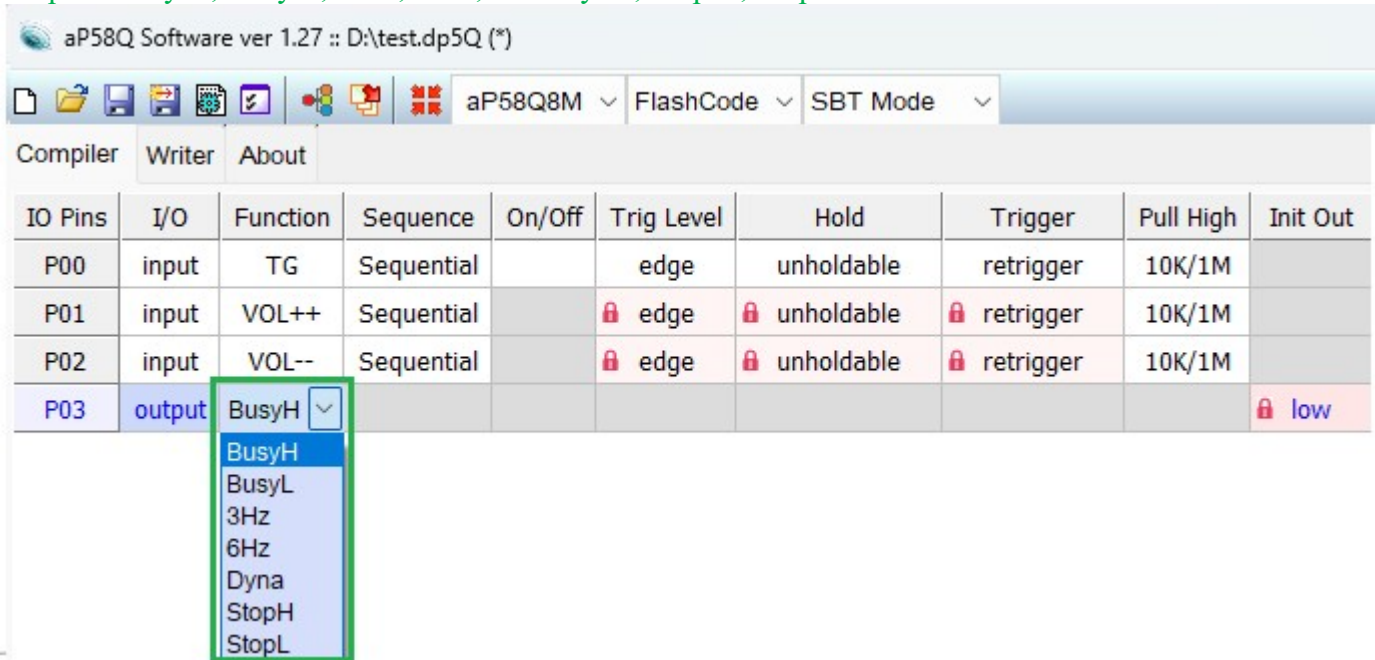 aP58Q Software ver 1.27 :: D:\test.dp5Q (*)
aP58Q8M FlashCode SBT Mode
Compiler Writer About
IO Pins I/O Function Sequence On/Off Trig Level Hold Trigger Pull High Init Out
P00 input TG Sequential edge unholdable retrigger 10K/1M
P01 input VOL++ Sequential edge unholdable retrigger 10K/1M
P02 input VOL-- Sequential edge unholdable retrigger 10K/1M
P03 output BusyH low
BusyH
BusyL
3Hz
6Hz
Dyna
StopH
StopL